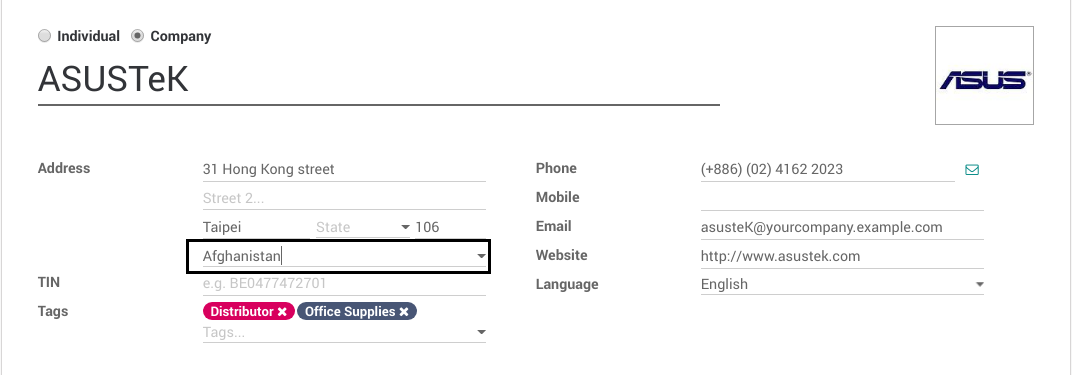 Individual Company
ASUSTeK
ASUS®
Address 31 Hong Kong street
Street 2...
Taipei State 106
Afghanistan
TIN e.g. BE0477472701
Tags Distributor × Office Supplies ×
Tags...
Phone (+886) (02) 4162 2023
Mobile
Email asusteK@yourcompany.example.com
Website http://www.asustek.com
Language English